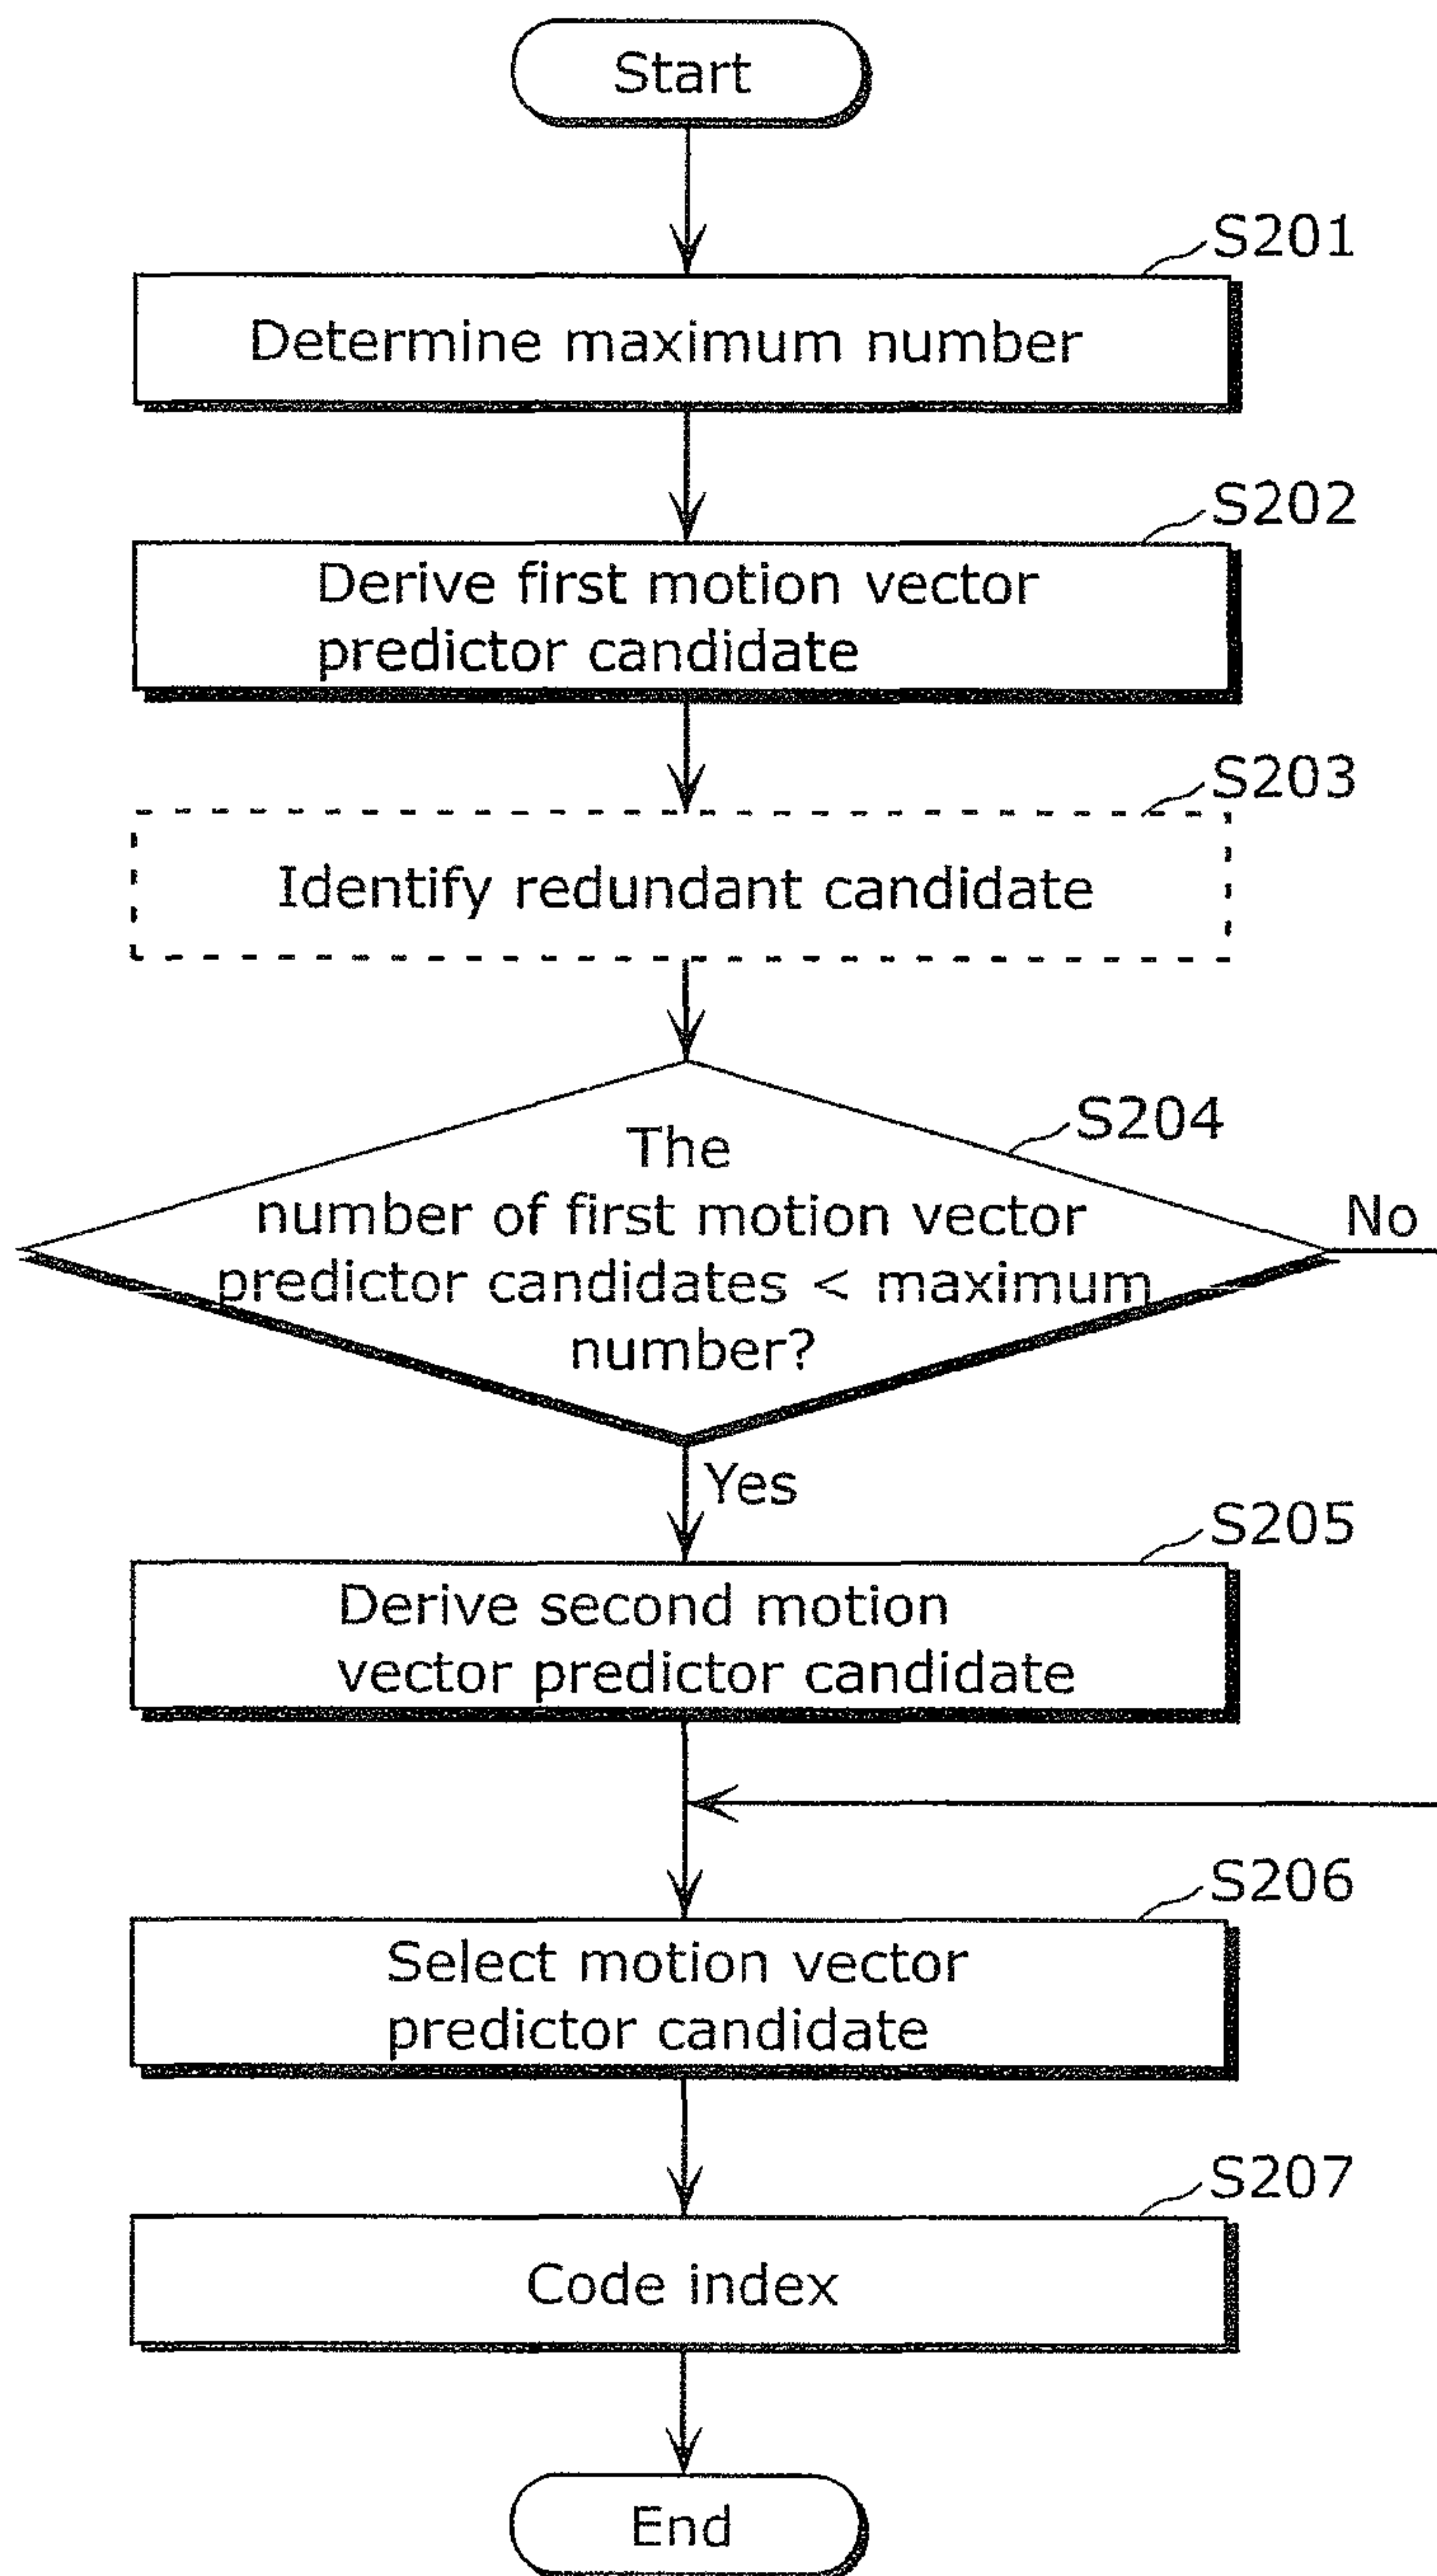 Start
S201
Determine maximum number
S202
Derive first motion vector
predictor candidate
S203
Identify redundant candidate
S204
The
number of first motion vector
predictor candidates < maximum
number?
No
Yes
S205
Derive second motion
vector predictor candidate
S206
Select motion vector
predictor candidate
S207
Code index
End